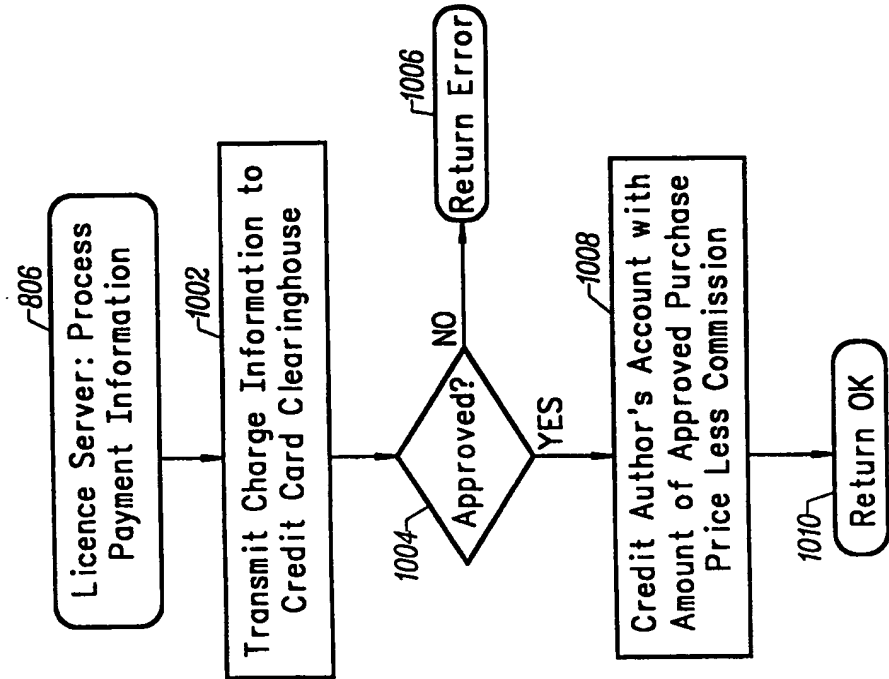 806
Licence Server: Process
Payment Information
1002
Transmit Charge Information to
Credit Card Clearinghouse
1004
Approved?
NO
1006
Return Error
YES
1008
Credit Author's Account with
Amount of Approved Purchase
Price Less Commission
1010
Return OK